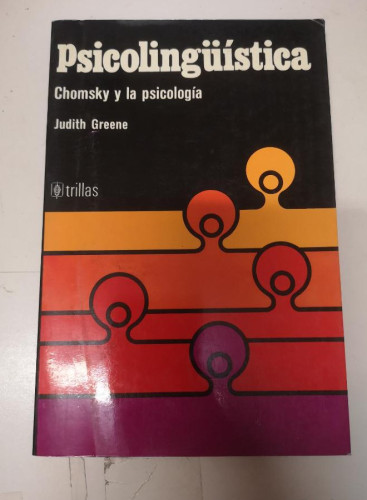 Psicolingüística
Chomsky y la psicología
Judith Greene
trillas